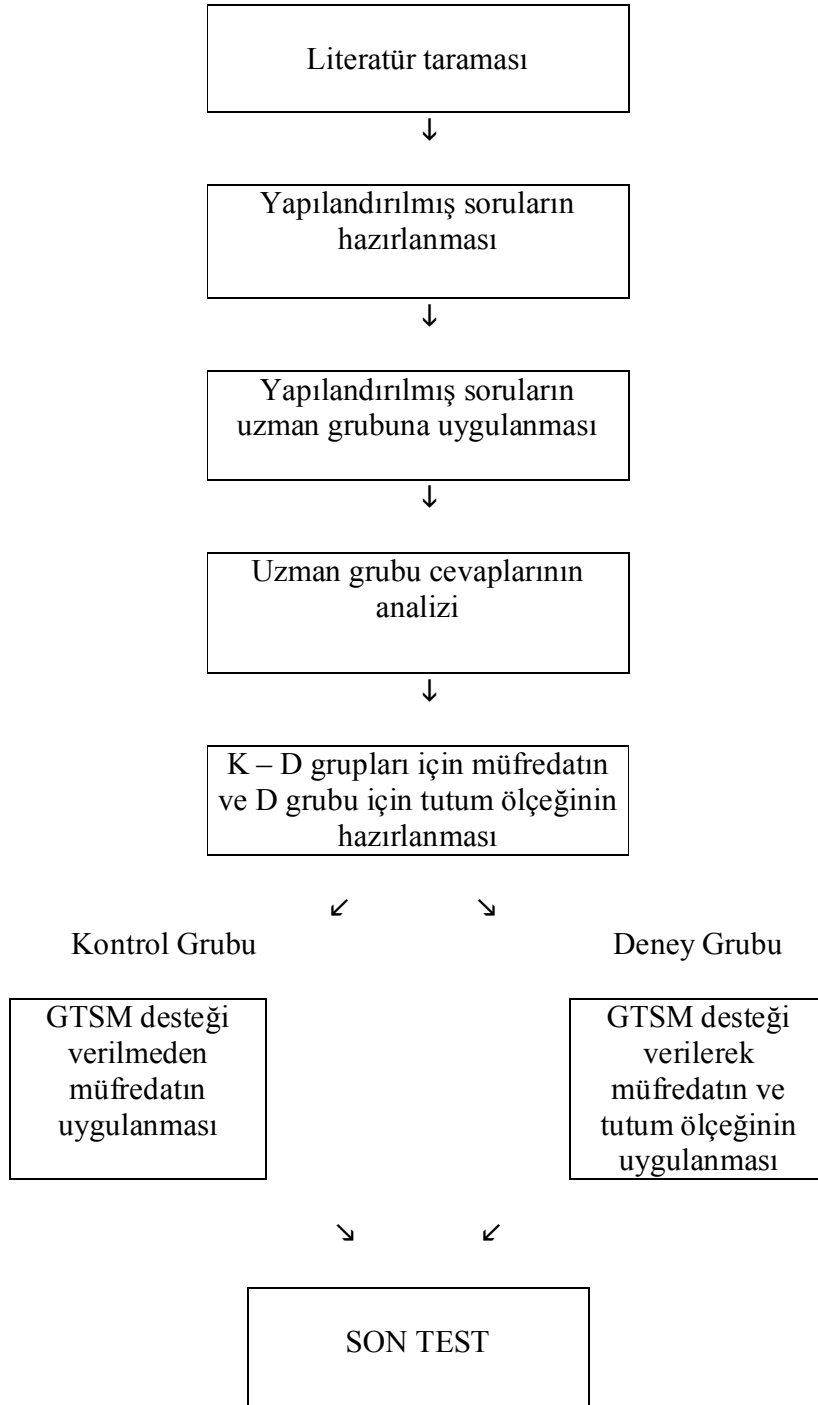 Literatür taraması
↓
Yapılandırılmış soruların
hazırlanması
↓
Yapılandırılmış soruların
uzman grubuna uygulanması
↓
Uzman grubu cevaplarının
analizi
↓
K – D grupları için müfredatın
ve D grubu için tutum ölçeğinin
hazırlanması
↙ ↘
Kontrol Grubu
Deney Grubu
GTSM desteği
verilmeden
müfredatın
uygulanması
GTSM desteği
verilerek
müfredatın ve
tutum ölçeğinin
uygulanması
↘ ↙
SON TEST